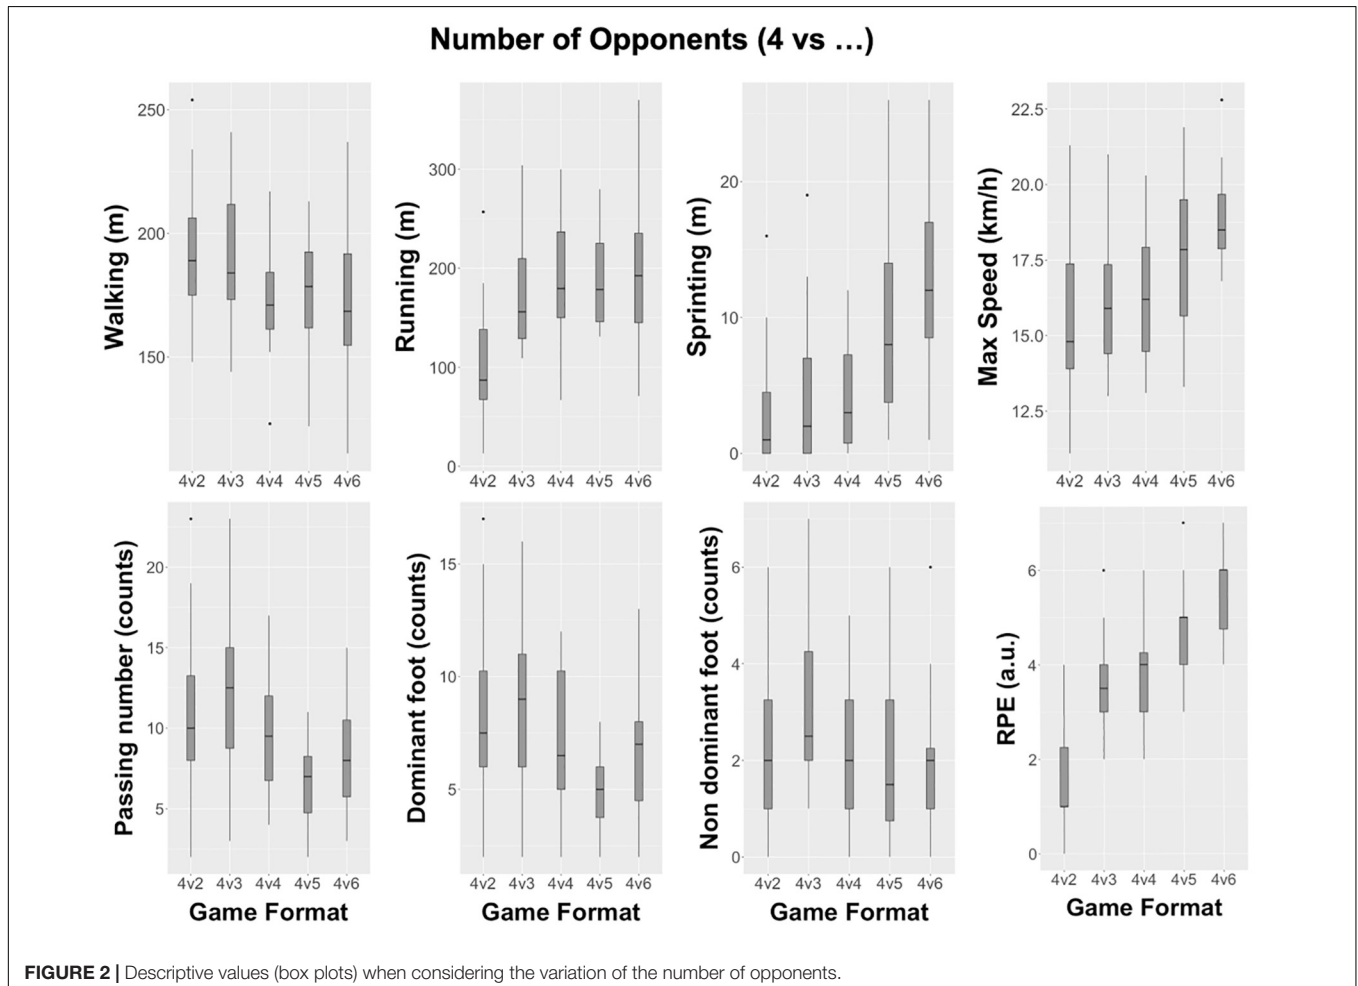 Number of Opponents (4 vs …)
Walking (m)
250
200
150
4v2 4v3 4v4 4v5 4v6
Running (m)
300
200
100
0
4v2 4v3 4v4 4v5 4v6
Sprinting (m)
20
10
0
4v2 4v3 4v4 4v5 4v6
Max Speed (km/h)
22.5
20.0
17.5
15.0
12.5
4v2 4v3 4v4 4v5 4v6
Passing number (counts)
20
15
10
5
4v2 4v3 4v4 4v5 4v6
Game Format
Dominant foot (counts)
15
10
5
4v2 4v3 4v4 4v5 4v6
Game Format
Non dominant foot (counts)
6
4
2
0
4v2 4v3 4v4 4v5 4v6
Game Format
RPE (a.u.)
6
4
2
0
4v2 4v3 4v4 4v5 4v6
Game Format
FIGURE 2 | Descriptive values (box plots) when considering the variation of the number of opponents.